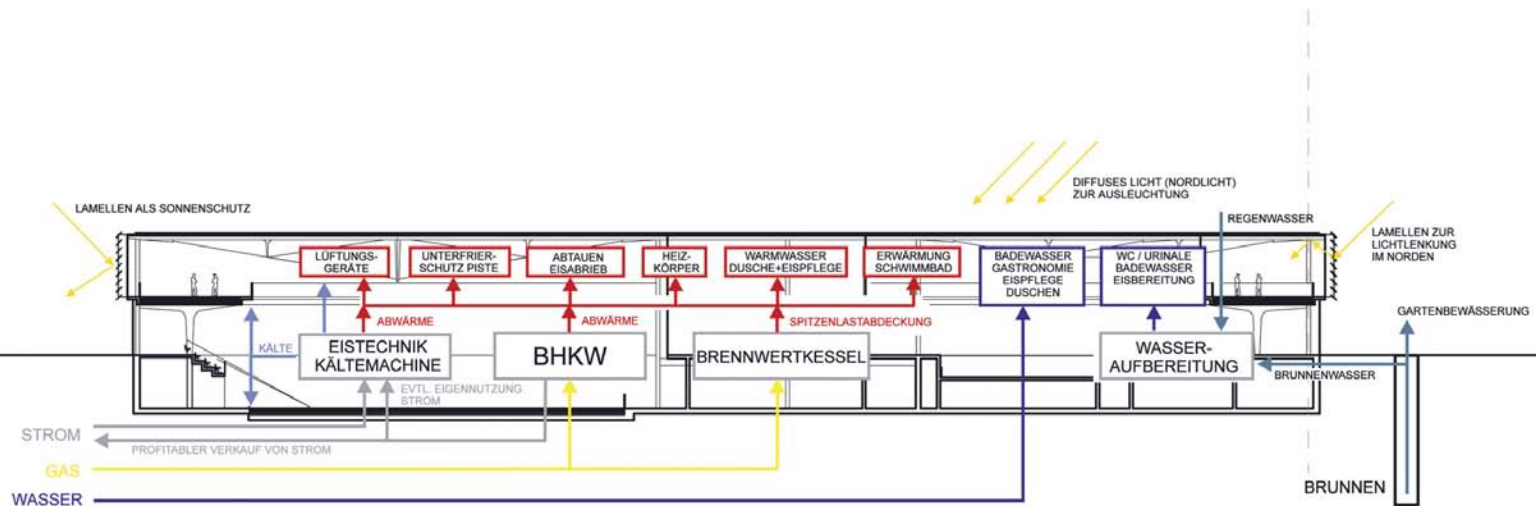 DIFFUSES LICHT (NORDLICHT)
ZUR AUSLEUCHTUNG
LAMELLEN ALS SONNENSCHUTZ
REGENWASSER
LAMELLEN ZUR
LICHTLENKUNG
IM NORDEN
LÜFTUNGS-
GERÄTE
UNTERFRIER-
SCHUTZ PISTE
ABTAUEN
EISABRIEB
HEIZ-
KÖRPER
WARMWASSER
DUSCHE+EISPFLEGE
ERWÄRMUNG
SCHWIMMBAD
BADEWASSER
GASTRONOMIE
EISPFLEGE
DUSCHEN
WC / URINALE
BADEWASSER
EISBEREITUNG
GARTENBEWÄSSERUNG
ABWÄRME
ABWÄRME
SPITZENLASTABDECKUNG
KÄLTE
EISTECHNIK
KÄLTEMACHINE
BHKW
BRENNWERTKESSEL
WASSER-
AUFBEREITUNG
BRUNNENWASSER
EVTL. EIGENNUTZUNG
STROM
STROM
PROFITABLER VERKAUF VON STROM
GAS
WASSER
BRUNNEN